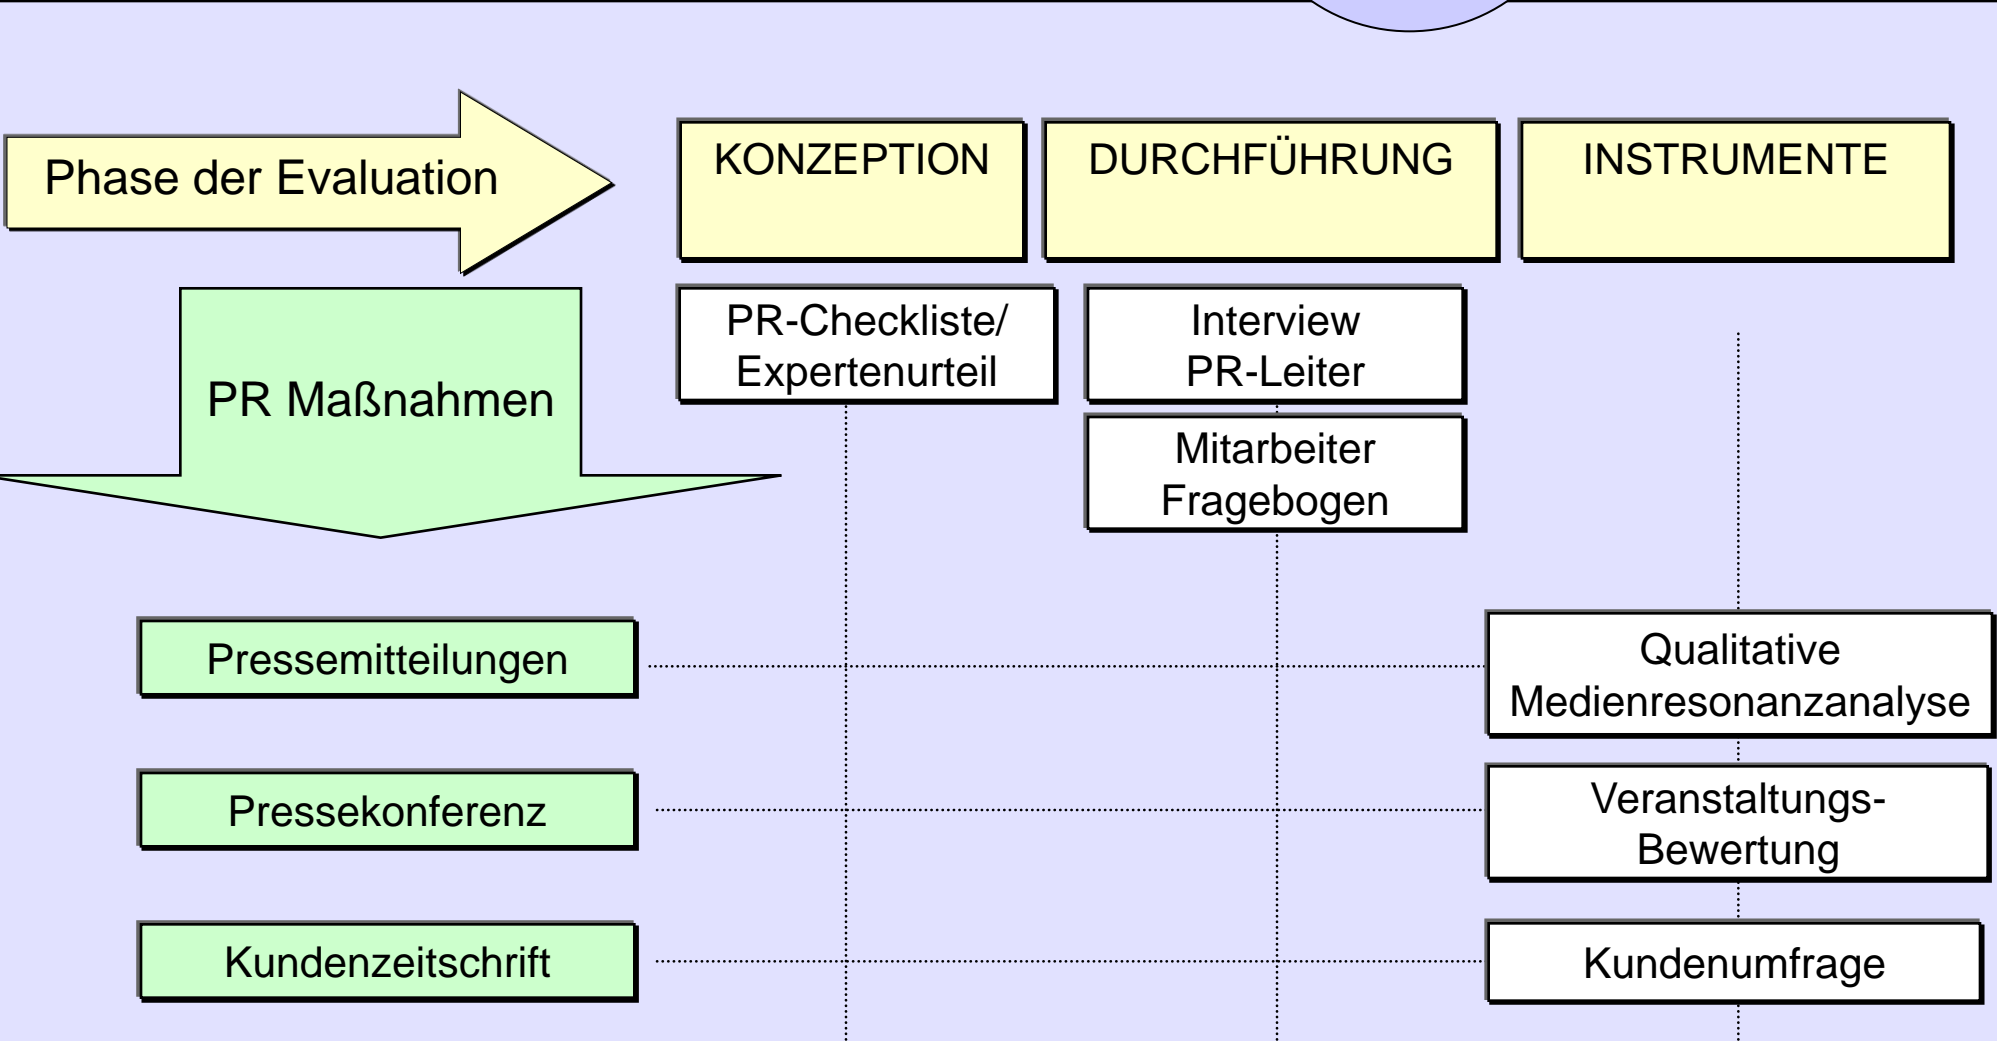 Phase der Evaluation
KONZEPTION
DURCHFÜHRUNG
INSTRUMENTE
PR Maßnahmen
PR-Checkliste/
Expertenurteil
Interview
PR-Leiter
Mitarbeiter
Fragebogen
Pressemitteilungen
Qualitative
Medienresonanzanalyse
Pressekonferenz
Veranstaltungs-
Bewertung
Kundenzeitschrift
Kundenumfrage